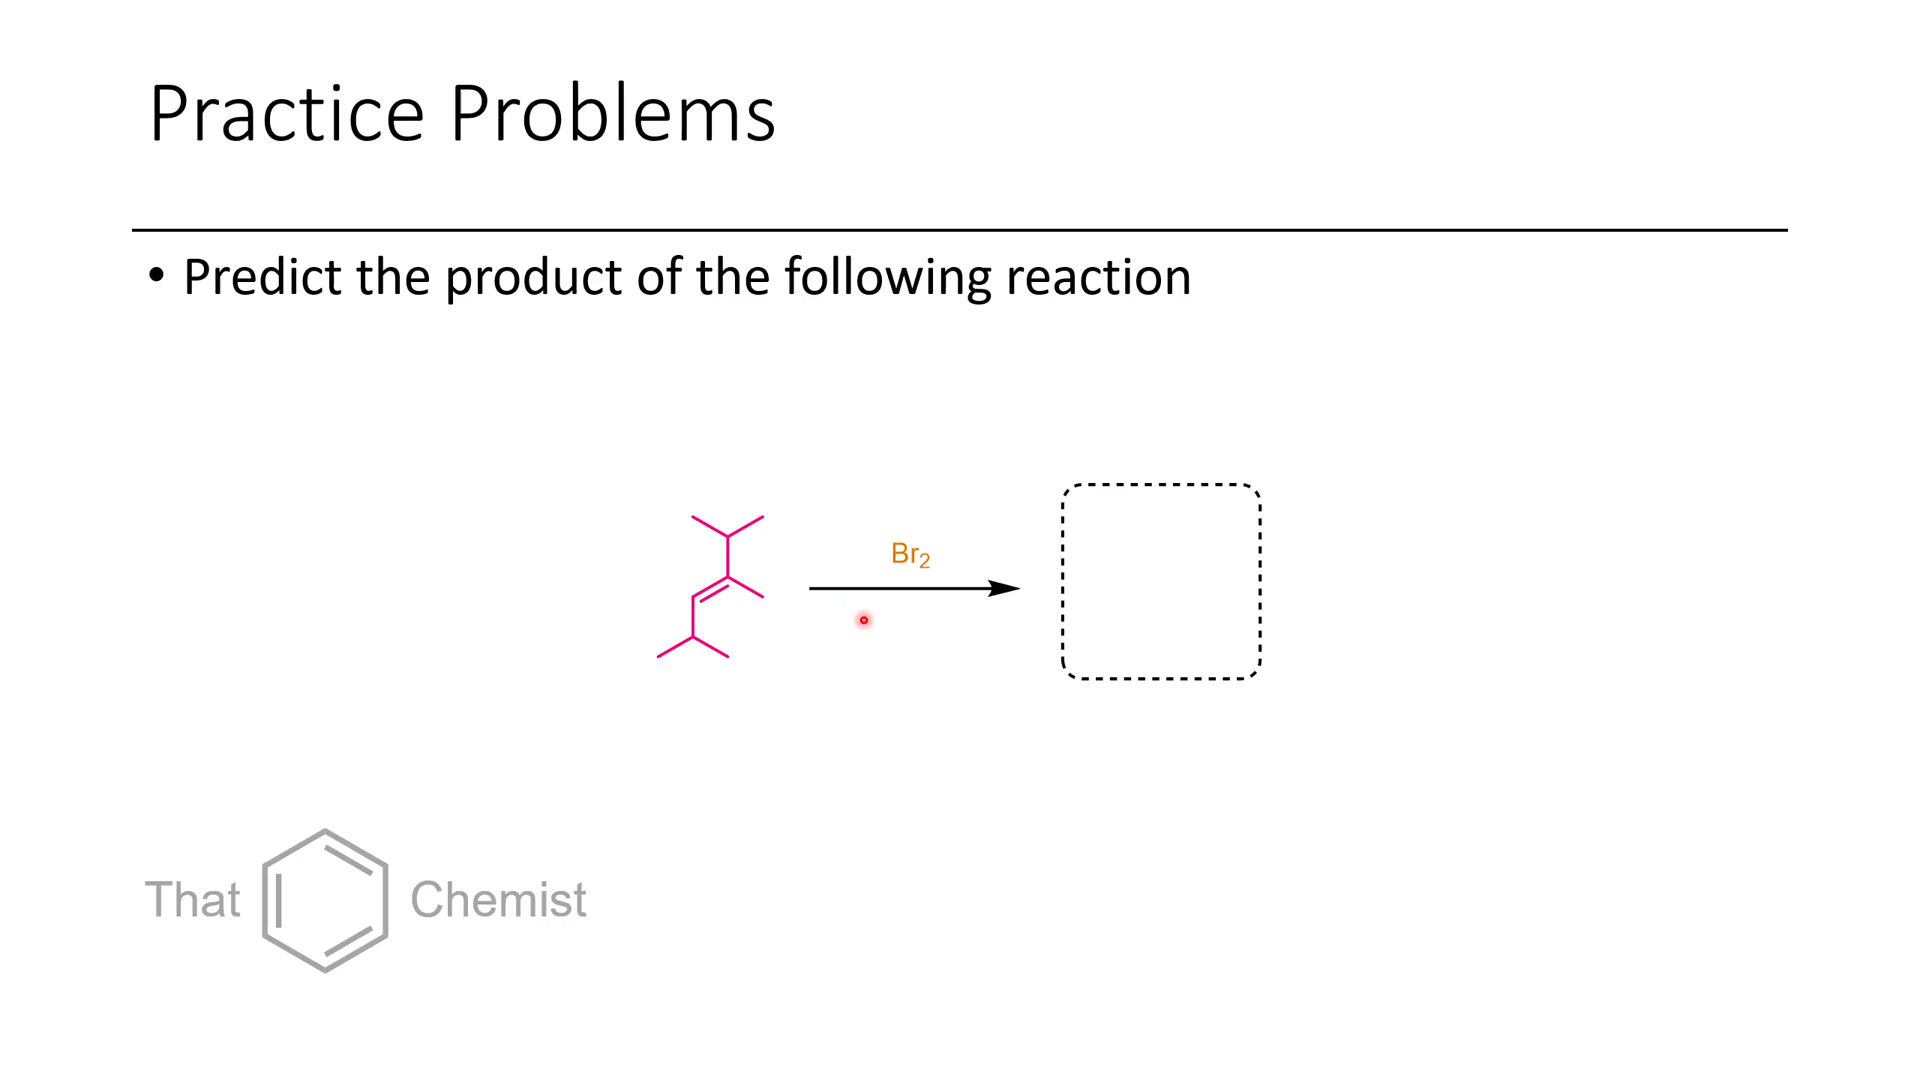 Practice Problems
• Predict the product of the following reaction
Br₂
That Chemist